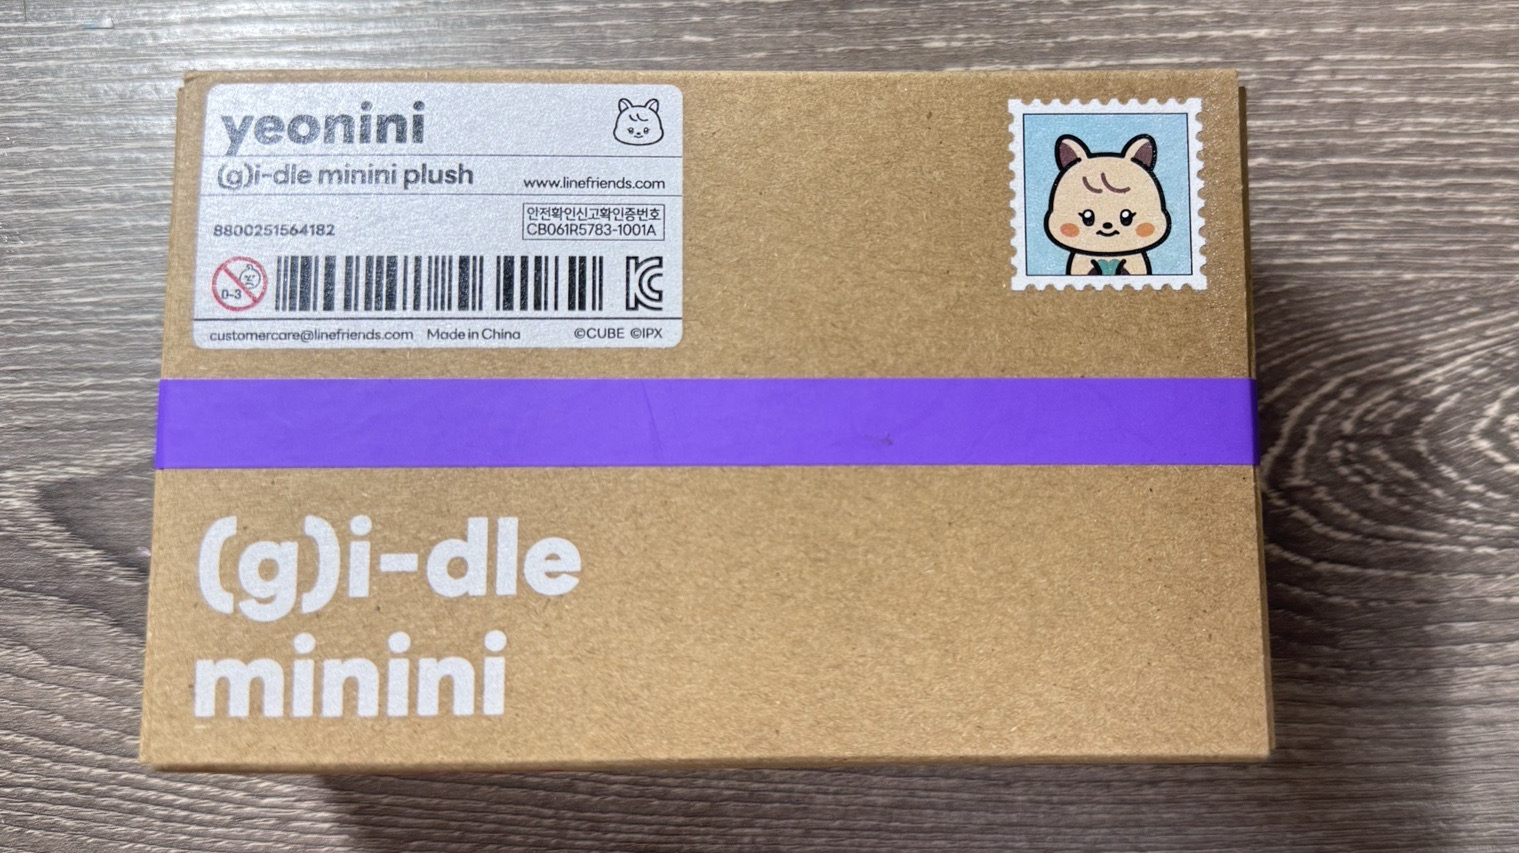 yeonini
(g)i-dle minini plush
www.linefriends.com
8800251564182
안전확인신고확인증번호
CB061R5783-1001A
0-3
customercare@linefriends.com Made in China ©CUBE ©IPX
(g)i-dle
minini